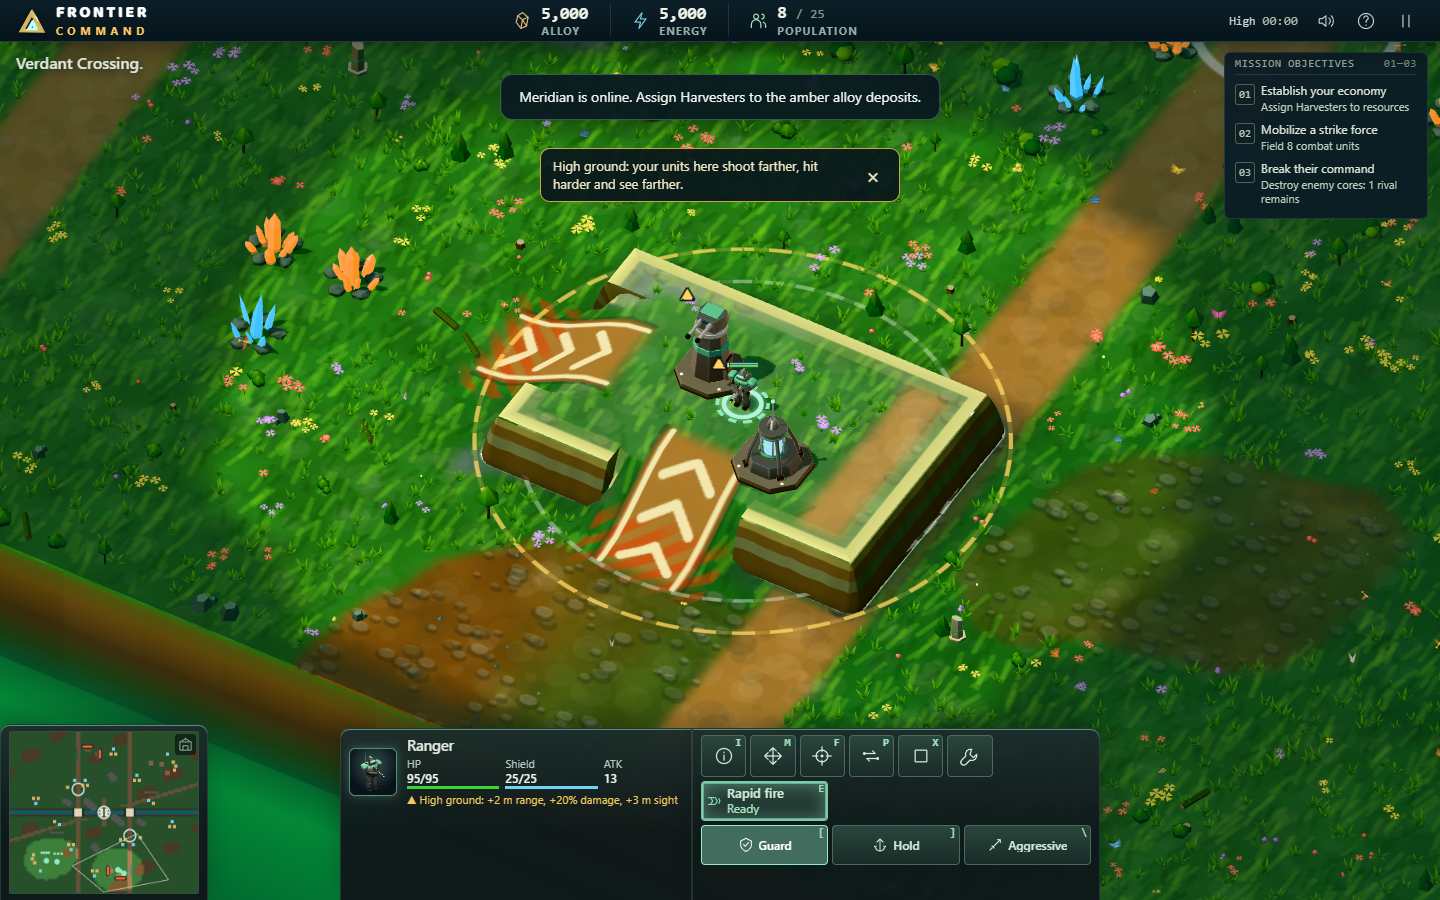 FRONTIER
COMMAND
5,000
ALLOY
5,000
ENERGY
8 / 25
POPULATION
High 00:00
Verdant Crossing.
Meridian is online. Assign Harvesters to the amber alloy deposits.
High ground: your units here shoot farther, hit
harder and see farther.
MISSION OBJECTIVES 01—03
01 Establish your economy
Assign Harvesters to resources
02 Mobilize a strike force
Field 8 combat units
03 Break their command
Destroy enemy cores: 1 rival
remains
Ranger
HP Shield ATK
95/95 25/25 13
High ground: +2 m range, +20% damage, +3 m sight
I M F P X
Rapid fire E
Ready
Guard [
Hold ]
Aggressive \